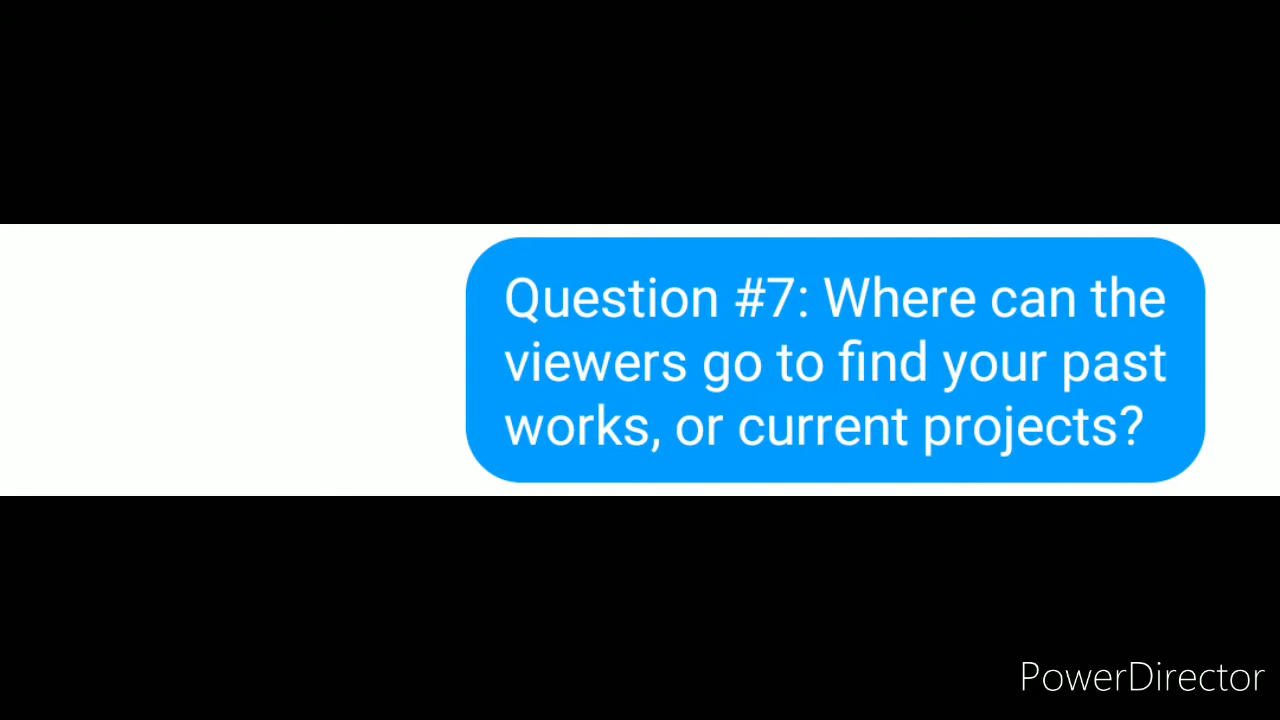 Question #7: Where can the
viewers go to find your past
works, or current projects?
PowerDirector